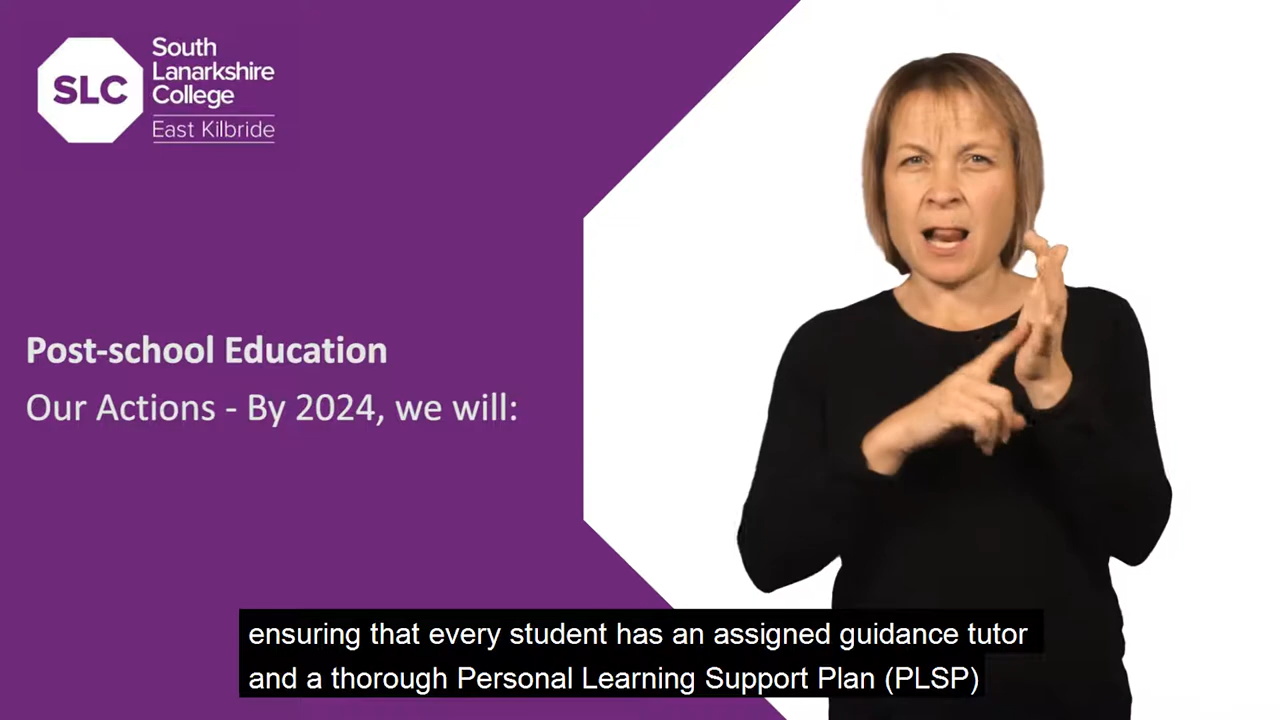 SLC
South
Lanarkshire
College
East Kilbride
Post-school Education
Our Actions - By 2024, we will:
ensuring that every student has an assigned guidance tutor
and a thorough Personal Learning Support Plan (PLSP)